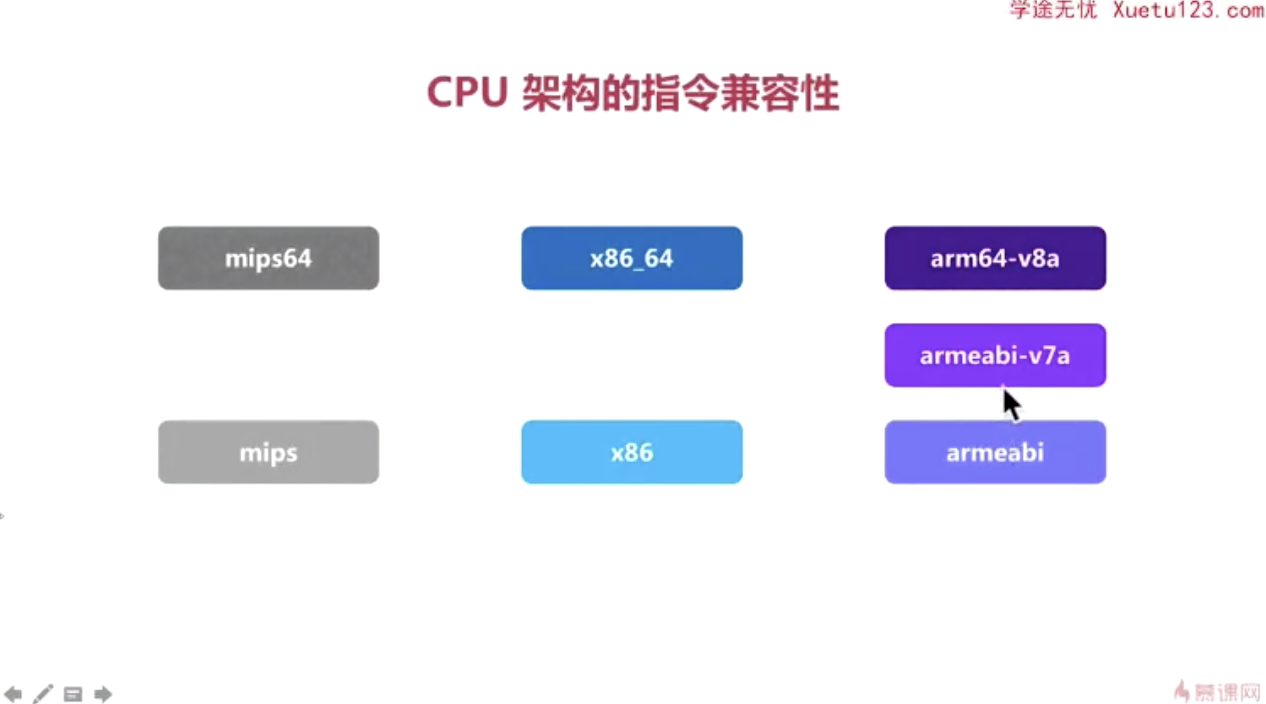 学途无忧 Xuetu123.com
CPU 架构的指令兼容性
mips64
x86_64
arm64-v8a
armeabi-v7a
mips
x86
armeabi
慕课网